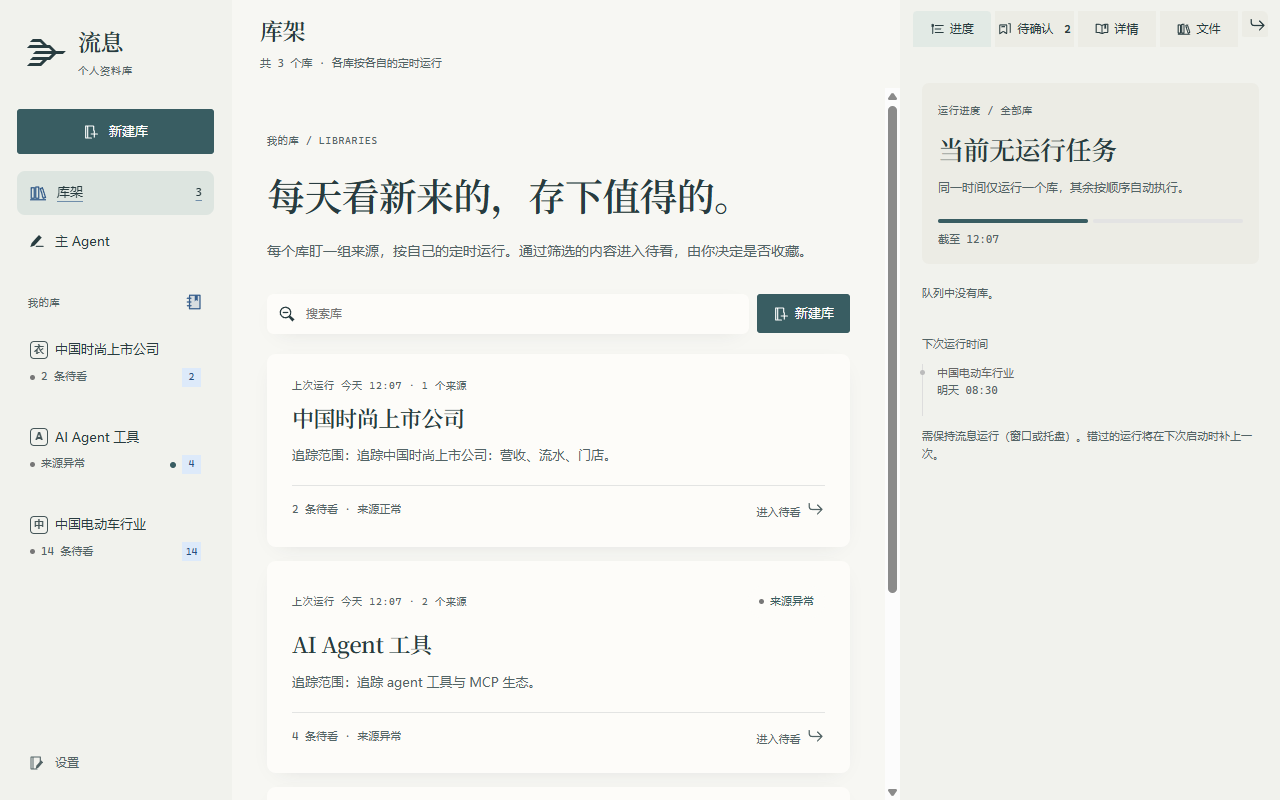 流息
个人资料库
新建库
库架
3
主 Agent
我的库
衣 中国时尚上市公司
2 条待看
2
A AI Agent 工具
来源异常
4
中 中国电动车行业
14 条待看
14
设置
库架
共 3 个库 · 各库按各自的定时运行
我的库 / LIBRARIES
每天看新来的，存下值得的。
每个库盯一组来源，按自己的定时运行。通过筛选的内容进入待看，由你决定是否收藏。
搜索库
新建库
上次运行 今天 12:07 · 1 个来源
中国时尚上市公司
追踪范围：追踪中国时尚上市公司：营收、流水、门店。
2 条待看 · 来源正常
进入待看
上次运行 今天 12:07 · 2 个来源
来源异常
AI Agent 工具
追踪范围：追踪 agent 工具与 MCP 生态。
4 条待看 · 来源异常
进入待看
进度
待确认 2
详情
文件
运行进度 / 全部库
当前无运行任务
同一时间仅运行一个库，其余按顺序自动执行。
截至 12:07
队列中没有库。
下次运行时间
中国电动车行业
明天 08:30
需保持流息运行（窗口或托盘）。错过的运行将在下次启动时补上一
次。